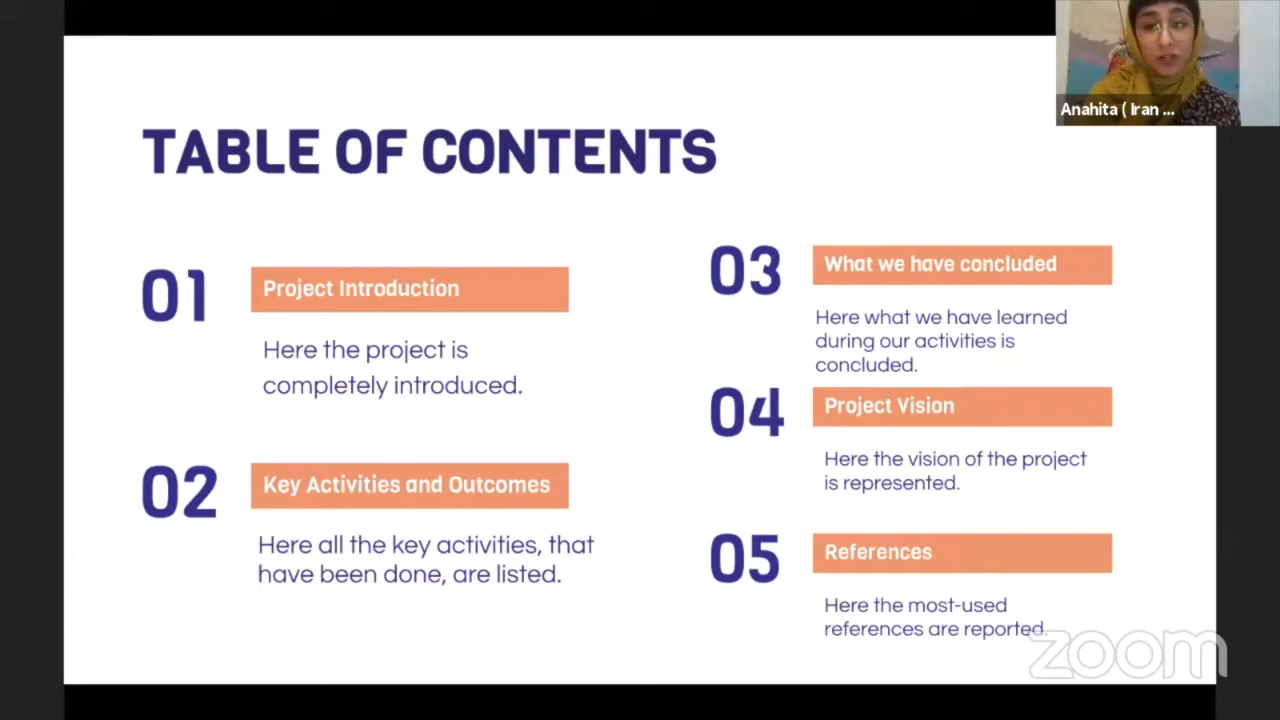 TABLE OF CONTENTS
01
Project Introduction
Here the project is
completely introduced.
02
Key Activities and Outcomes
Here all the key activities, that
have been done, are listed.
03
What we have concluded
Here what we have learned
during our activities is
concluded.
04
Project Vision
Here the vision of the project
is represented.
05
References
Here the most-used
references are reported.
Anahita ( Iran ...
zoom